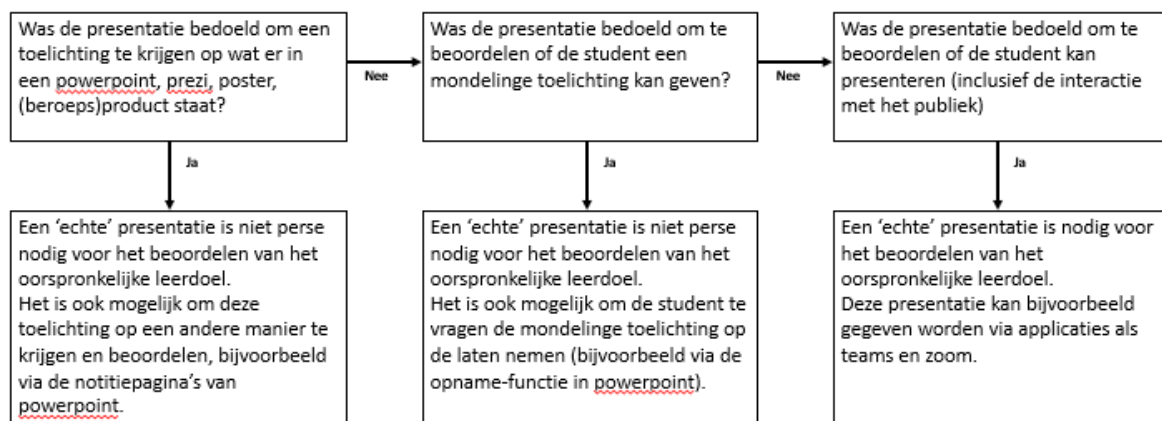 Was de presentatie bedoeld om een
toelichting te krijgen op wat er in
een powerpoint, prezi, poster,
(beroeps)product staat?
Nee
Was de presentatie bedoeld om te
beoordelen of de student een
mondelinge toelichting kan geven?
Nee
Was de presentatie bedoeld om te
beoordelen of de student kan
presenteren (inclusief de interactie
met het publiek)
Ja
Ja
Ja
Een ‘echte’ presentatie is niet perse
nodig voor het beoordelen van het
oorspronkelijke leerdoel.
Het is ook mogelijk om deze
toelichting op een andere manier te
krijgen en beoordelen, bijvoorbeeld
via de notitiepagina’s van
powerpoint.
Een ‘echte’ presentatie is niet perse
nodig voor het beoordelen van het
oorspronkelijke leerdoel.
Het is ook mogelijk om de student te
vragen de mondelinge toelichting op
de laten nemen (bijvoorbeeld via de
opname-functie in powerpoint).
Een ‘echte’ presentatie is nodig voor
het beoordelen van het
oorspronkelijke leerdoel.
Deze presentatie kan bijvoorbeeld
gegeven worden via applicaties als
teams en zoom.